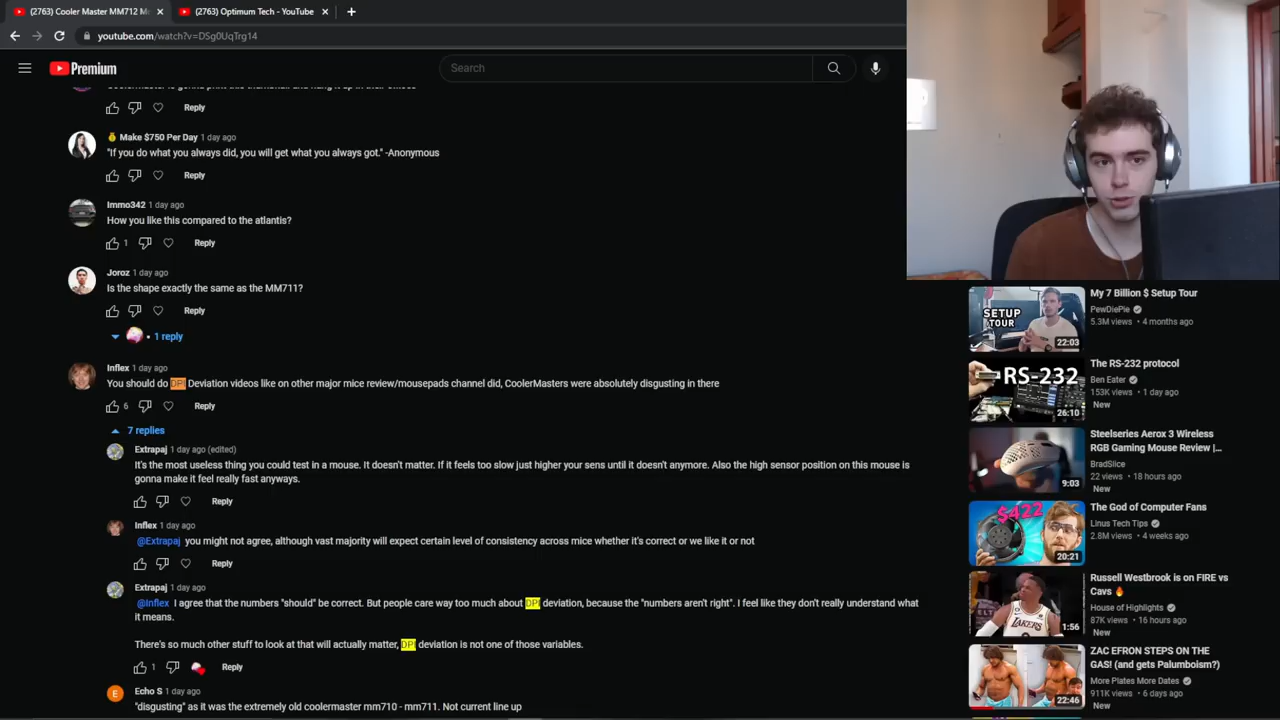 (2763) Cooler Master MM712 M
(2763) Optimum Tech - YouTube
youtube.com/watch?v=DSg0UqTrg14
Premium
Search
Reply
Make $750 Per Day 1 day ago
"If you do what you always did, you will get what you always got." -Anonymous
Reply
Immo342 1 day ago
How you like this compared to the atlantis?
1 Reply
Joroz 1 day ago
Is the shape exactly the same as the MM711?
Reply
1 reply
Inflex 1 day ago
You should do DPI Deviation videos like on other major mice review/mousepads channel did, CoolerMasters were absolutely disgusting in there
6 Reply
7 replies
Extrapaj 1 day ago (edited)
It's the most useless thing you could test in a mouse. It doesn't matter. If it feels too slow just higher your sens until it doesn't anymore. Also the high sensor position on this mouse is
gonna make it feel really fast anyways.
Reply
Inflex 1 day ago
@Extrapaj you might not agree, although vast majority will expect certain level of consistency across mice whether it's correct or we like it or not
Reply
Extrapaj 1 day ago
@Inflex I agree that the numbers "should" be correct. But people care way too much about DPI deviation, because the "numbers aren't right". I feel like they don't really understand what
it means.
There's so much other stuff to look at that will actually matter, DPI deviation is not one of those variables.
1 Reply
E
Echo S 1 day ago
"disgusting" as it was the extremely old coolermaster mm710 - mm711. Not current line up
SETUP
TOUR
22:03
My 7 Billion $ Setup Tour
PewDiePie
5.3M views • 4 months ago
RS-232
26:10
The RS-232 protocol
Ben Eater
153K views • 1 day ago
New
9:03
Steelseries Aerox 3 Wireless
RGB Gaming Mouse Review |...
BradSlice
22 views • 18 hours ago
New
$422
20:21
The God of Computer Fans
Linus Tech Tips
2.8M views • 4 weeks ago
LAKERS
1:56
Russell Westbrook is on FIRE vs
Cavs
House of Highlights
87K views • 16 hours ago
New
22:46
ZAC EFRON STEPS ON THE
GAS! (and gets Palumboism?)
More Plates More Dates
911K views • 6 days ago
New